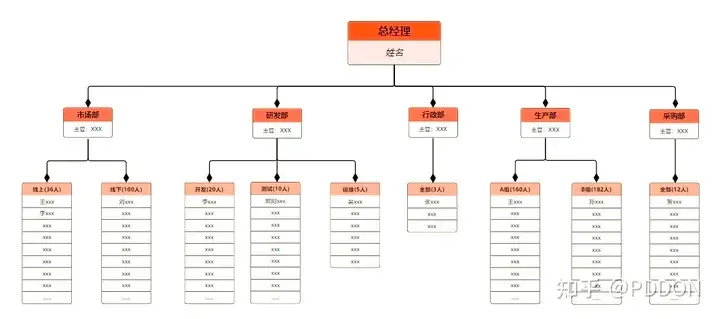 总经理
姓名
市场部
主管：XXX
研发部
主管：XXX
行政部
主管：XXX
生产部
主管：XXX
采购部
主管：XXX
线上(36人)
王xxx
李xxx
xxx
xxx
xxx
xxx
xxx
xxx
......
线下(100人)
刘xxx
xxx
xxx
xxx
xxx
xxx
xxx
xxx
......
开发(20人)
李xxx
xxx
xxx
xxx
xxx
xxx
xxx
xxx
......
测试(10人)
欧阳xxx
xxx
xxx
xxx
xxx
xxx
xxx
xxx
......
运维(5人)
xxx
xxx
xxx
xxx
xxx
全部(3人)
张xxx
xxx
xxx
A组(160人)
王xxx
xxx
xxx
xxx
xxx
xxx
xxx
xxx
......
B组(182人)
孙xxx
xxx
xxx
xxx
xxx
xxx
xxx
xxx
......
全部(12人)
贺xxx
xxx
xxx
xxx
xxx
xxx
xxx
xxx
......
知乎 @PDDON